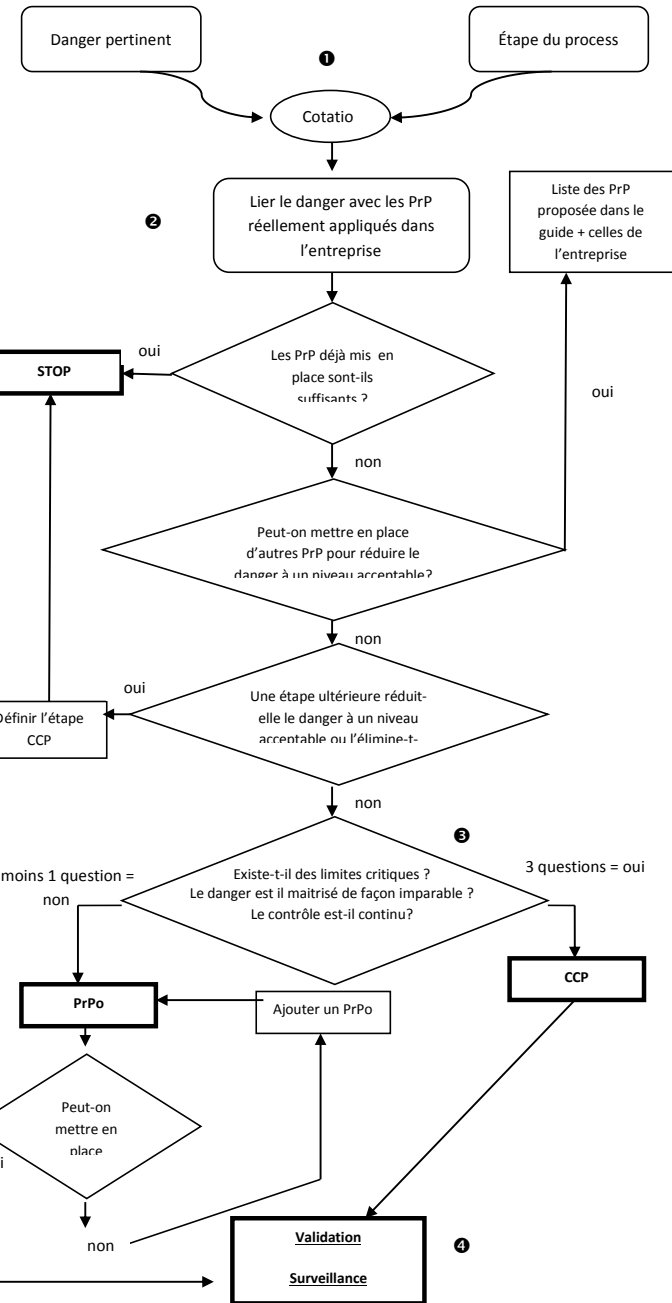 Danger pertinent
Étape du process
❶
Cotatio
❷
Lier le danger avec les PrP
réellement appliqués dans
l’entreprise
Liste des PrP
proposée dans le
guide + celles de
l’entreprise
oui
STOP
Les PrP déjà mis en
place sont-ils
suffisants ?
oui
non
Peut-on mettre en place
d’autres PrP pour réduire le
danger à un niveau acceptable?
non
oui
Une étape ultérieure réduit-
elle le danger à un niveau
acceptable ou l’élimine-t-
Définir l’étape
CCP
non
❸
moins 1 question =
non
Existe-t-il des limites critiques ?
Le danger est il maitrisé de façon imparable ?
Le contrôle est-il continu?
3 questions = oui
CCP
PrPo
Ajouter un PrPo
Peut-on
mettre en
place
i
non
Validation
Surveillance
❹